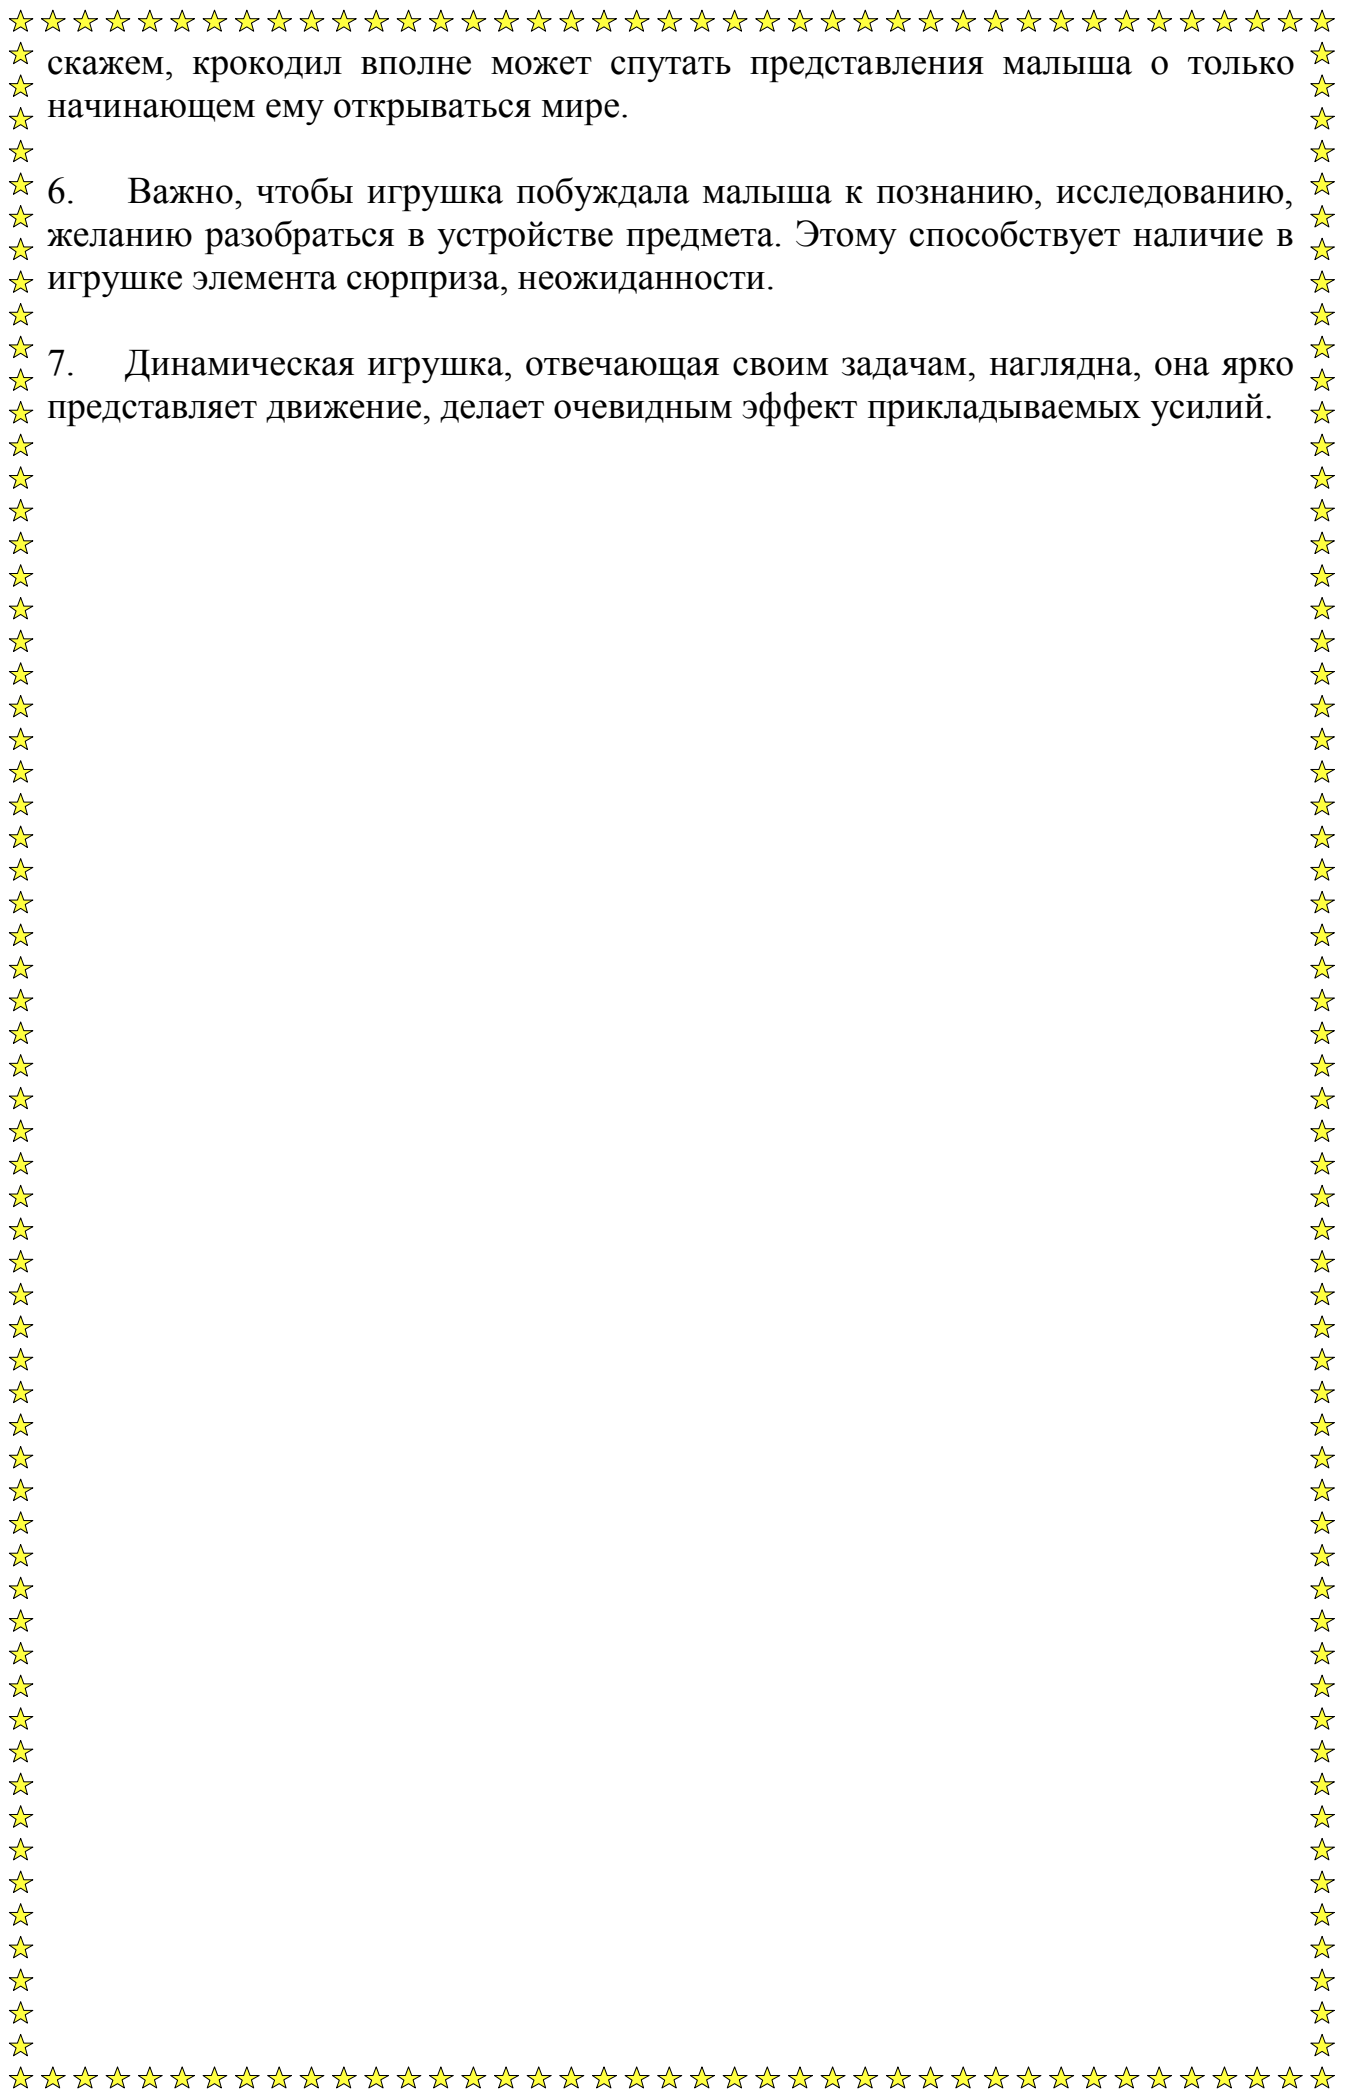 скажем, крокодил вполне может спутать представления малыша о только
начинающем ему открываться мире.
6. Важно, чтобы игрушка побуждала малыша к познанию, исследованию,
желанию разобраться в устройстве предмета. Этому способствует наличие в
игрушке элемента сюрприза, неожиданности.
7. Динамическая игрушка, отвечающая своим задачам, наглядна, она ярко
представляет движение, делает очевидным эффект прикладываемых усилий.